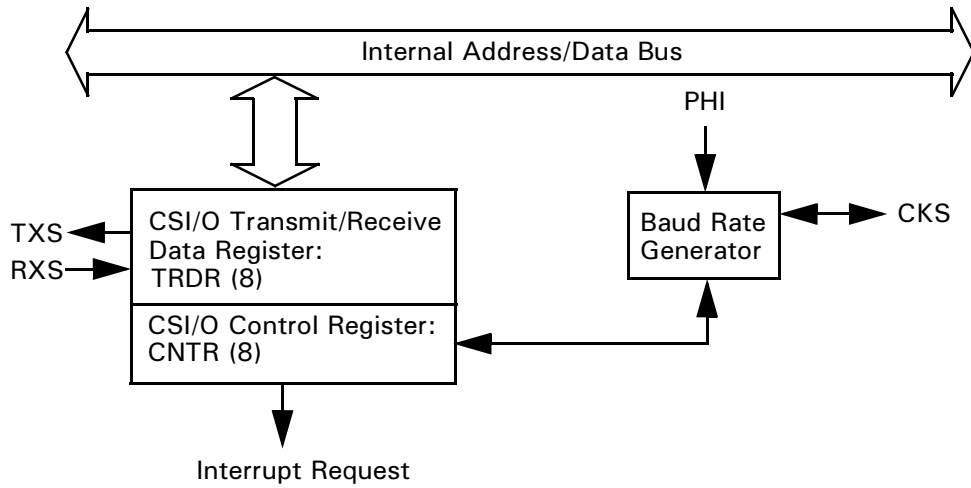 Internal Address/Data Bus
PHI
TXS
RXS
CSI/O Transmit/Receive
Data Register:
TRDR (8)
CSI/O Control Register:
CNTR (8)
Baud Rate
Generator
CKS
Interrupt Request